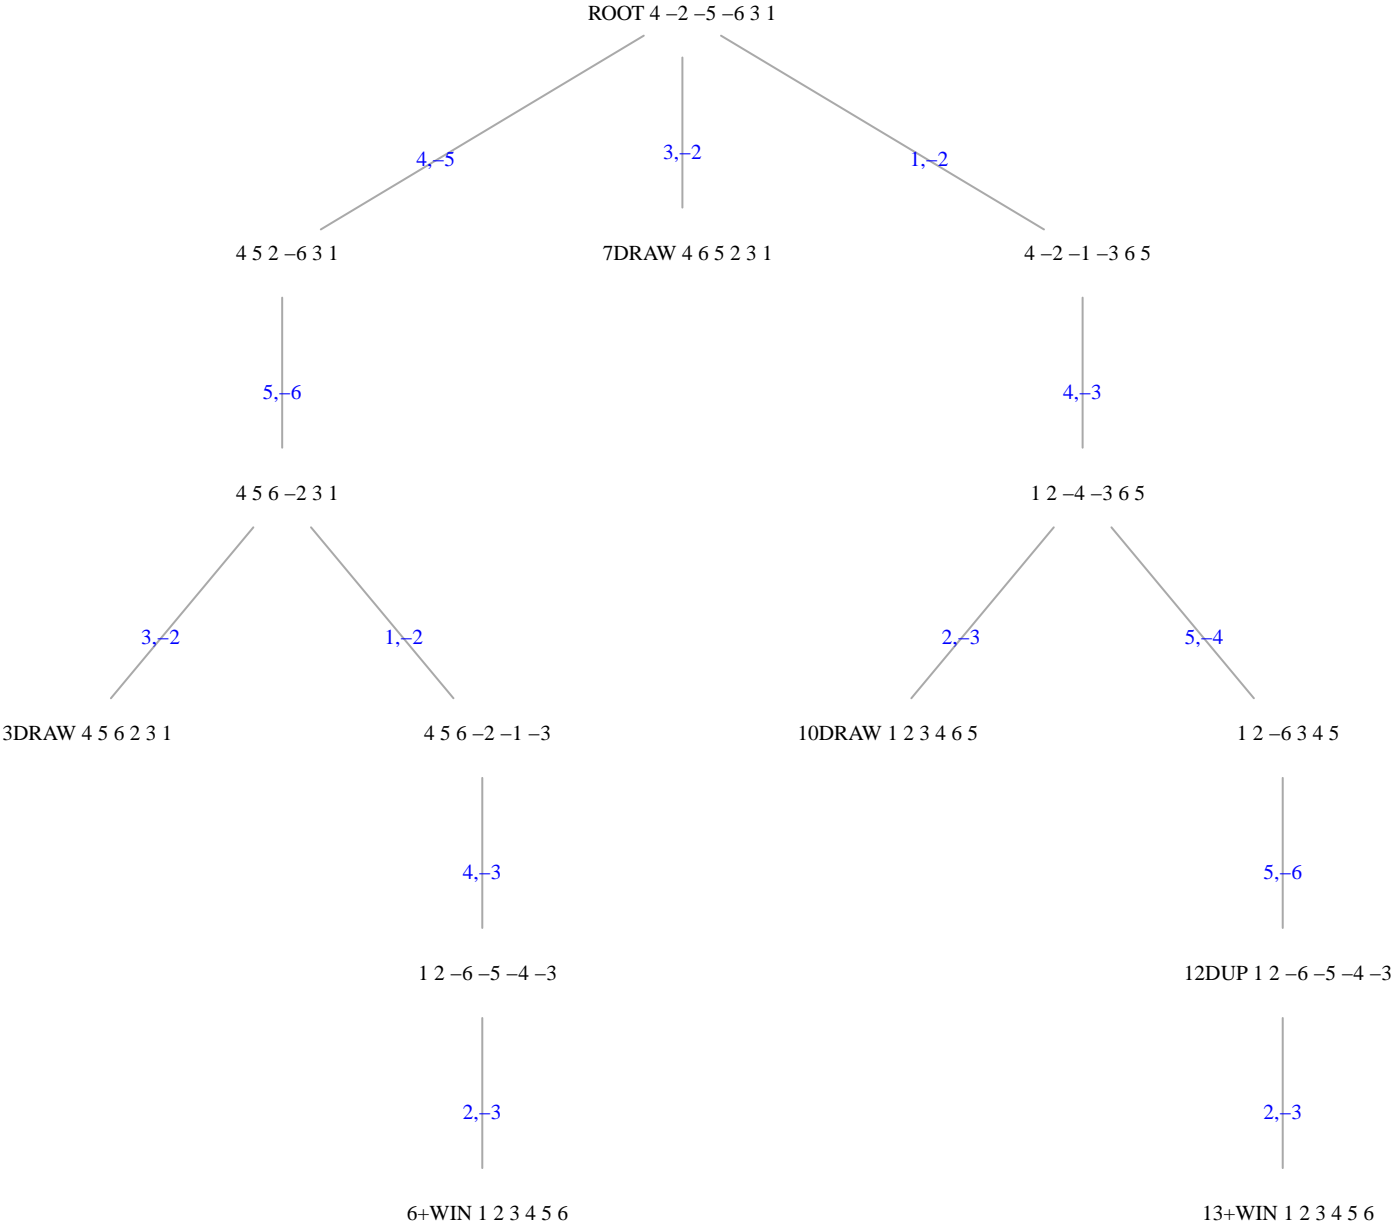 ROOT 4 –2 –5 –6 3 1
4,–5
3,–2
1,–2
4 5 2 –6 3 1
7DRAW 4 6 5 2 3 1
4 –2 –1 –3 6 5
5,–6
4,–3
4 5 6 –2 3 1
1 2 –4 –3 6 5
3,–2
1,–2
2,–3
5,–4
3DRAW 4 5 6 2 3 1
4 5 6 –2 –1 –3
10DRAW 1 2 3 4 6 5
1 2 –6 3 4 5
4,–3
5,–6
1 2 –6 –5 –4 –3
12DUP 1 2 –6 –5 –4 –3
2,–3
2,–3
6+WIN 1 2 3 4 5 6
13+WIN 1 2 3 4 5 6